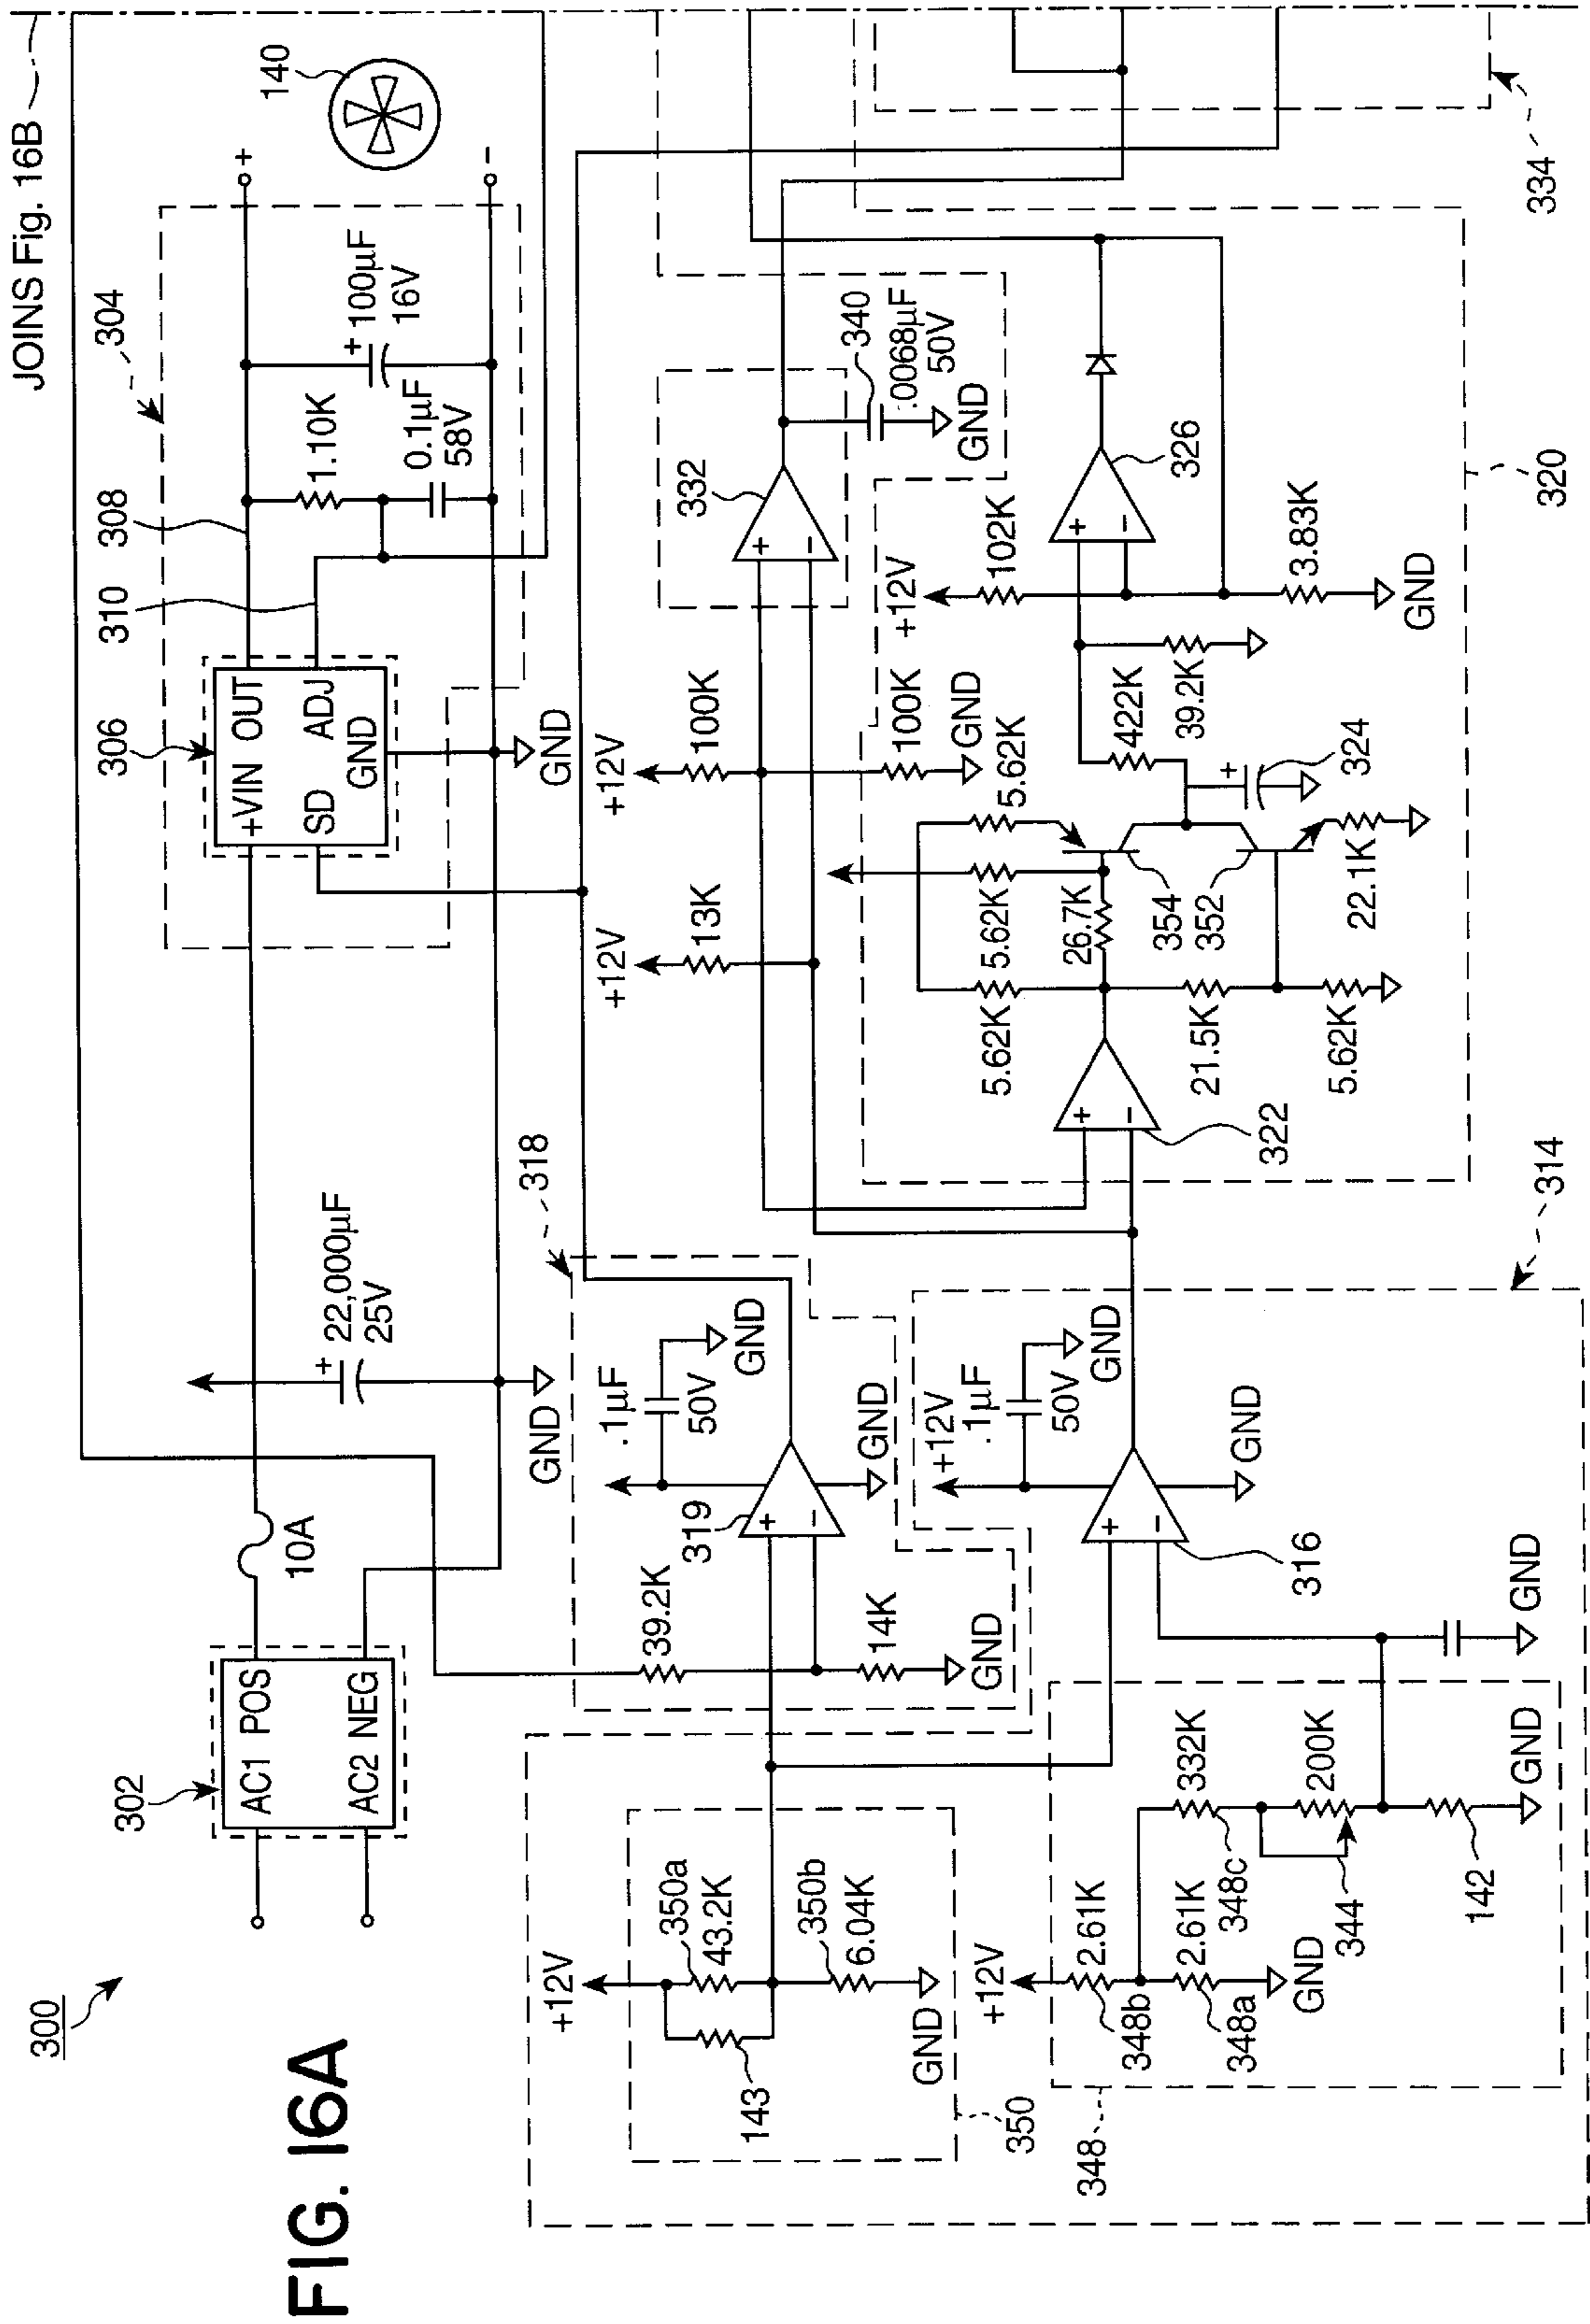 FIG. 16A
300
JOINS Fig. 16B
302
AC1 POS
AC2 NEG
10A
+
22,000µF
25V
GND
306
+VIN OUT
SD
ADJ
GND
GND
310
308
304
1.10K
0.1µF
58V
+
100µF
16V
+
-
140
318
.1µF
50V
GND
319
+
-
GND
39.2K
14K
GND
+12V
13K
+12V
100K
100K
GND
332
+
-
340
.0068µF
50V
GND
334
+12V
350a
43.2K
350b
6.04K
GND
143
350
+12V
.1µF
50V
GND
+
-
GND
316
314
GND
+12V
2.61K
348b
2.61K
348a
GND
332K
348c
200K
344
142
GND
348
322
+
-
5.62K
5.62K
5.62K
26.7K
21.5K
5.62K
354
352
22.1K
+
324
422K
39.2K
+12V
102K
3.83K
GND
+
-
326
320